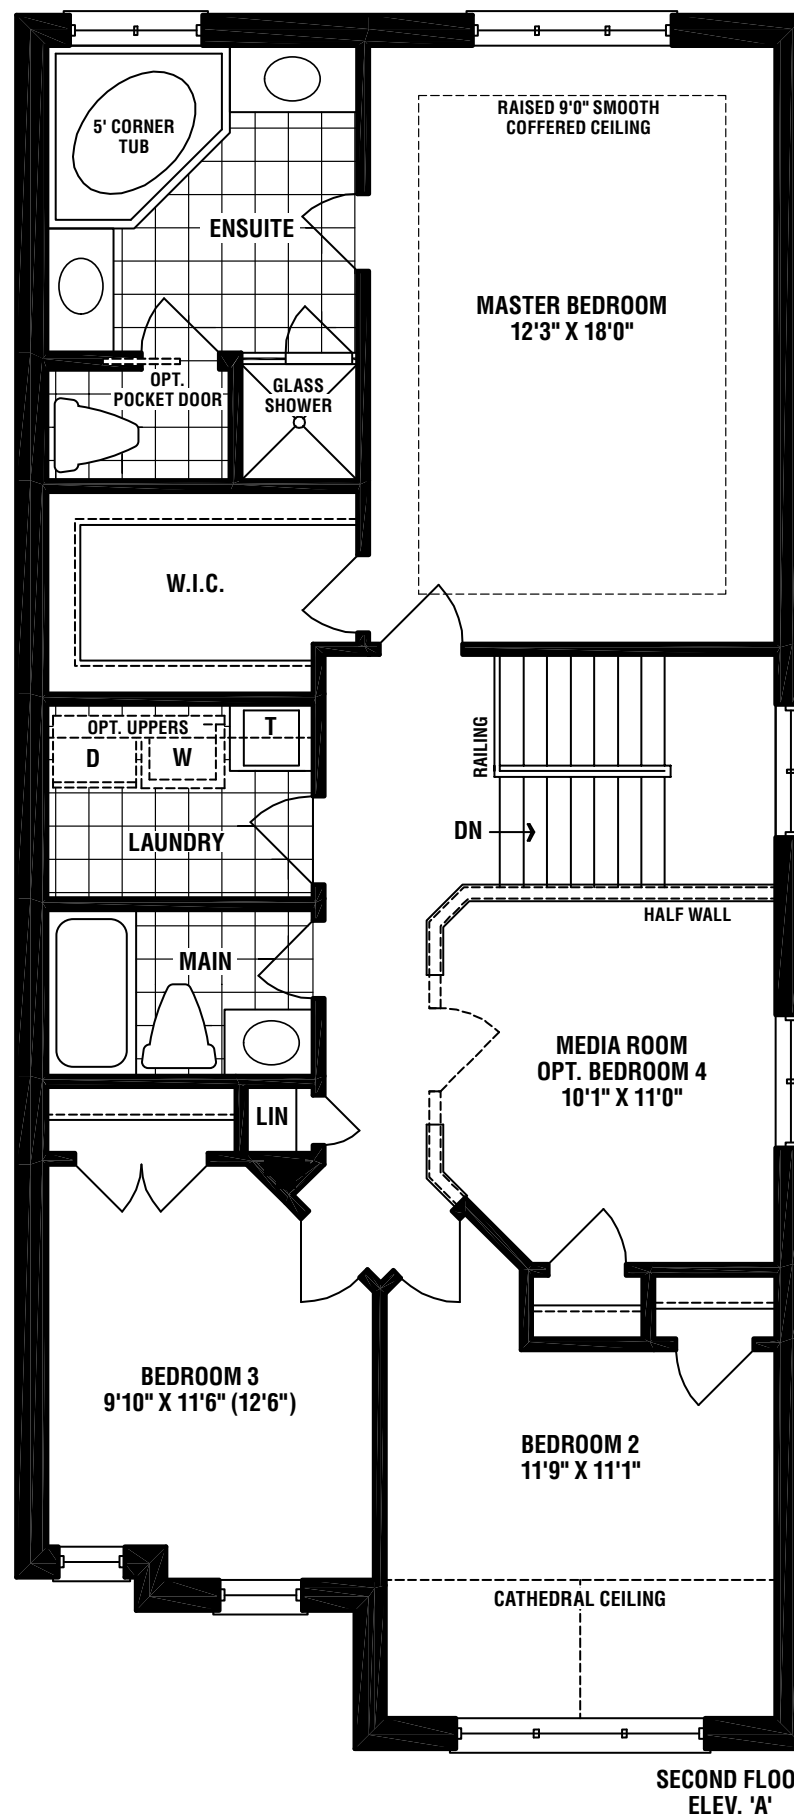 RAISED 9'0" SMOOTH
COFFERED CEILING
5' CORNER
TUB
ENSUITE
MASTER BEDROOM
12'3" X 18'0"
OPT.
POCKET DOOR
GLASS
SHOWER
W.I.C.
OPT. UPPERS
T
D
W
RAILING
LAUNDRY
DN
HALF WALL
MAIN
MEDIA ROOM
OPT. BEDROOM 4
10'1" X 11'0"
LIN
BEDROOM 3
9'10" X 11'6" (12'6")
BEDROOM 2
11'9" X 11'1"
CATHEDRAL CEILING
SECOND FLOO
ELEV. 'A'